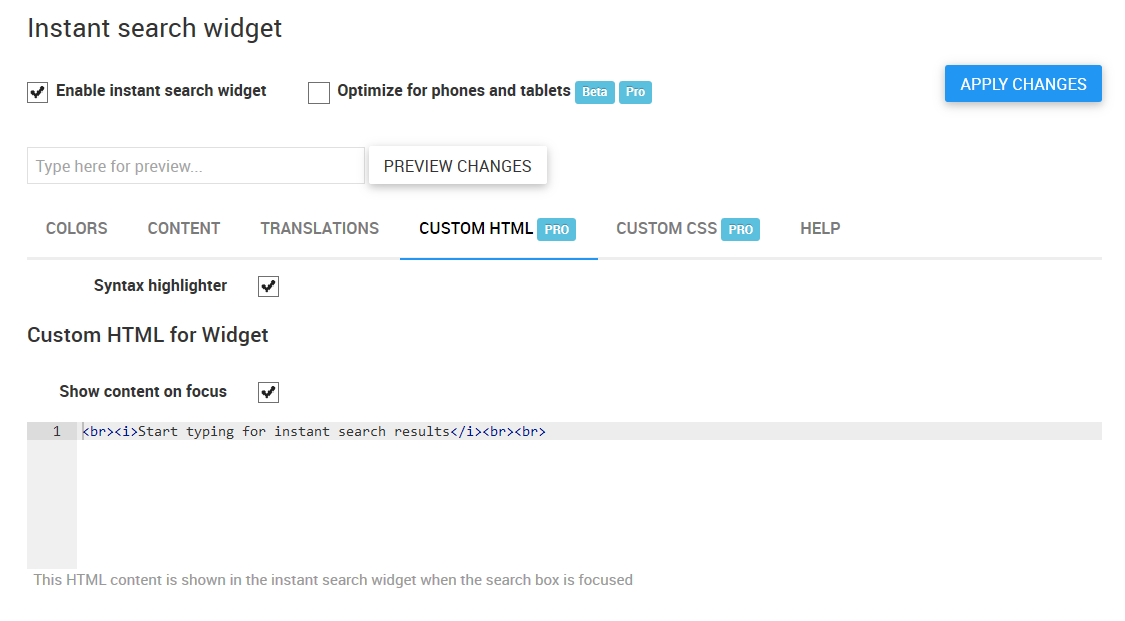 Instant search widget
Enable instant search widget Optimize for phones and tablets Beta Pro APPLY CHANGES
Type here for preview... PREVIEW CHANGES
COLORS CONTENT TRANSLATIONS CUSTOM HTML PRO CUSTOM CSS PRO HELP
Syntax highlighter
Custom HTML for Widget
Show content on focus
1 <br><i>Start typing for instant search results</i><br><br>
This HTML content is shown in the instant search widget when the search box is focused